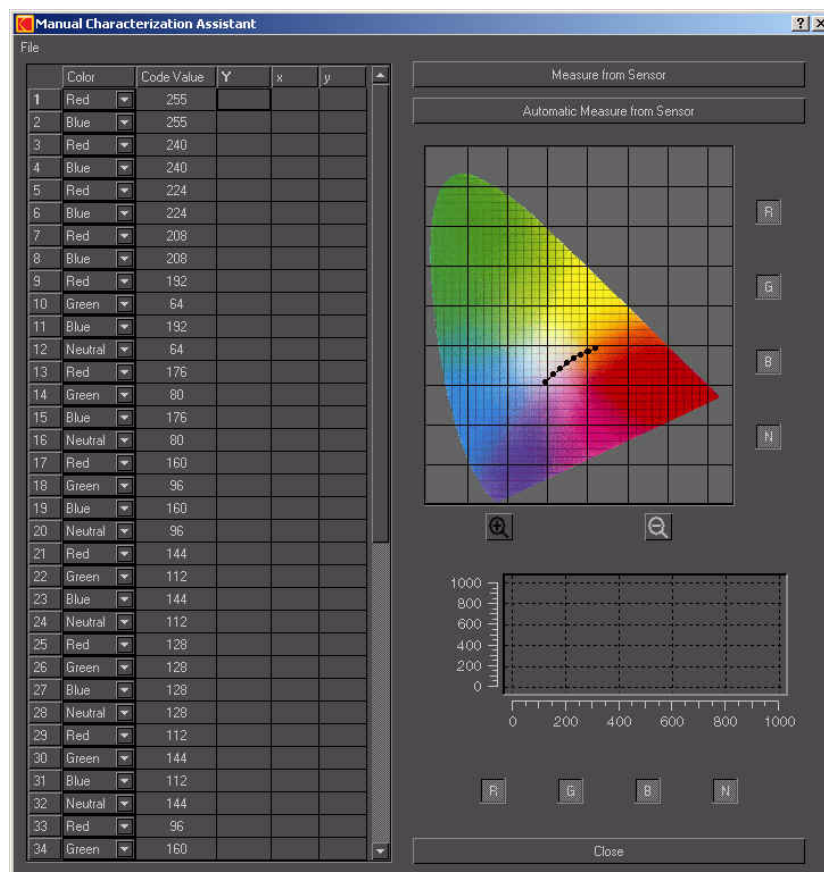 Manual Characterization Assistant
File
Color Code Value Y x y
1 Red 255
2 Blue 255
3 Red 240
4 Blue 240
5 Red 224
6 Blue 224
7 Red 208
8 Blue 208
9 Red 192
10 Green 64
11 Blue 192
12 Neutral 64
13 Red 176
14 Green 80
15 Blue 176
16 Neutral 80
17 Red 160
18 Green 96
19 Blue 160
20 Neutral 96
21 Red 144
22 Green 112
23 Blue 144
24 Neutral 112
25 Red 128
26 Green 128
27 Blue 128
28 Neutral 128
29 Red 112
30 Green 144
31 Blue 112
32 Neutral 144
33 Red 96
34 Green 160
Measure from Sensor
Automatic Measure from Sensor
R
G
B
N
1000
800
600
400
200
0
0 200 400 600 800 1000
R G B N
Close